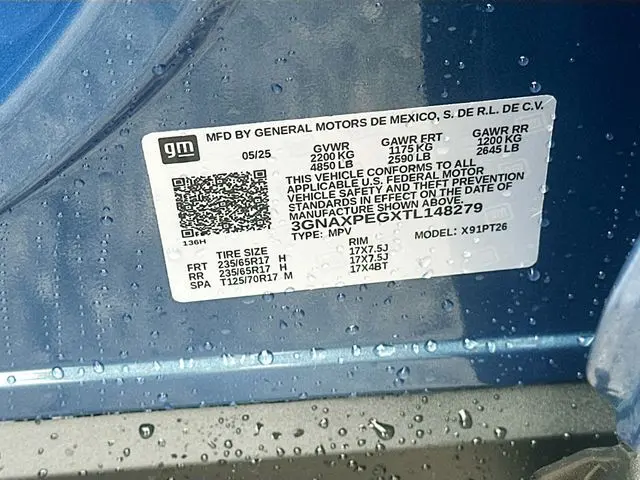 gm MFD BY GENERAL MOTORS DE MEXICO, S. DE R.L. DE C.V.
05/25 GVWR GAWR FRT GAWR RR
2200 KG 1175 KG 1200 KG
4850 LB 2590 LB 2645 LB
THIS VEHICLE CONFORMS TO ALL
APPLICABLE U.S. FEDERAL MOTOR
VEHICLE SAFETY AND THEFT PREVENTION
STANDARDS IN EFFECT ON THE DATE OF
MANUFACTURE SHOWN ABOVE.
3GNAXPEGXTL148279
136H TYPE: MPV MODEL: X91PT26
TIRE SIZE RIM
FRT 235/65R17 H 17X7.5J
RR 235/65R17 H 17X7.5J
SPA T125/70R17 M 17X4BT